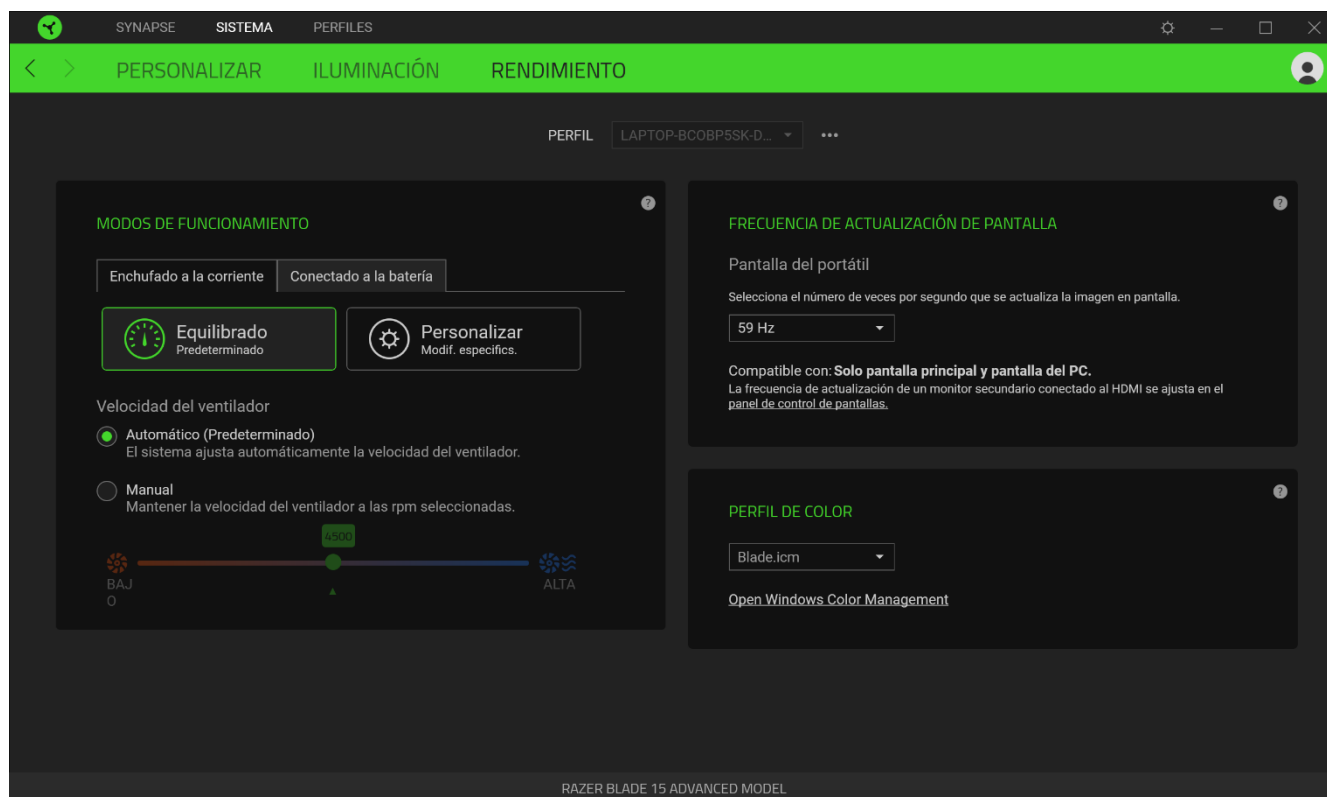 SYNAPSE SISTEMA PERFILES
PERSONALIZAR ILUMINACIÓN RENDIMIENTO
PERFIL LAPTOP-BCOBP5SK-D...
MODOS DE FUNCIONAMIENTO
Enchufado a la corriente Conectado a la batería
Equilibrado
Predeterminado
Personalizar
Modif. especifics.
Velocidad del ventilador
Automático (Predeterminado)
El sistema ajusta automáticamente la velocidad del ventilador.
Manual
Mantener la velocidad del ventilador a las rpm seleccionadas.
4500
BAJ
O
ALTA
FRECUENCIA DE ACTUALIZACIÓN DE PANTALLA
Pantalla del portátil
Selecciona el número de veces por segundo que se actualiza la imagen en pantalla.
59 Hz
Compatible con: Solo pantalla principal y pantalla del PC.
La frecuencia de actualización de un monitor secundario conectado al HDMI se ajusta en el
panel de control de pantallas.
PERFIL DE COLOR
Blade.icm
Open Windows Color Management
RAZER BLADE 15 ADVANCED MODEL